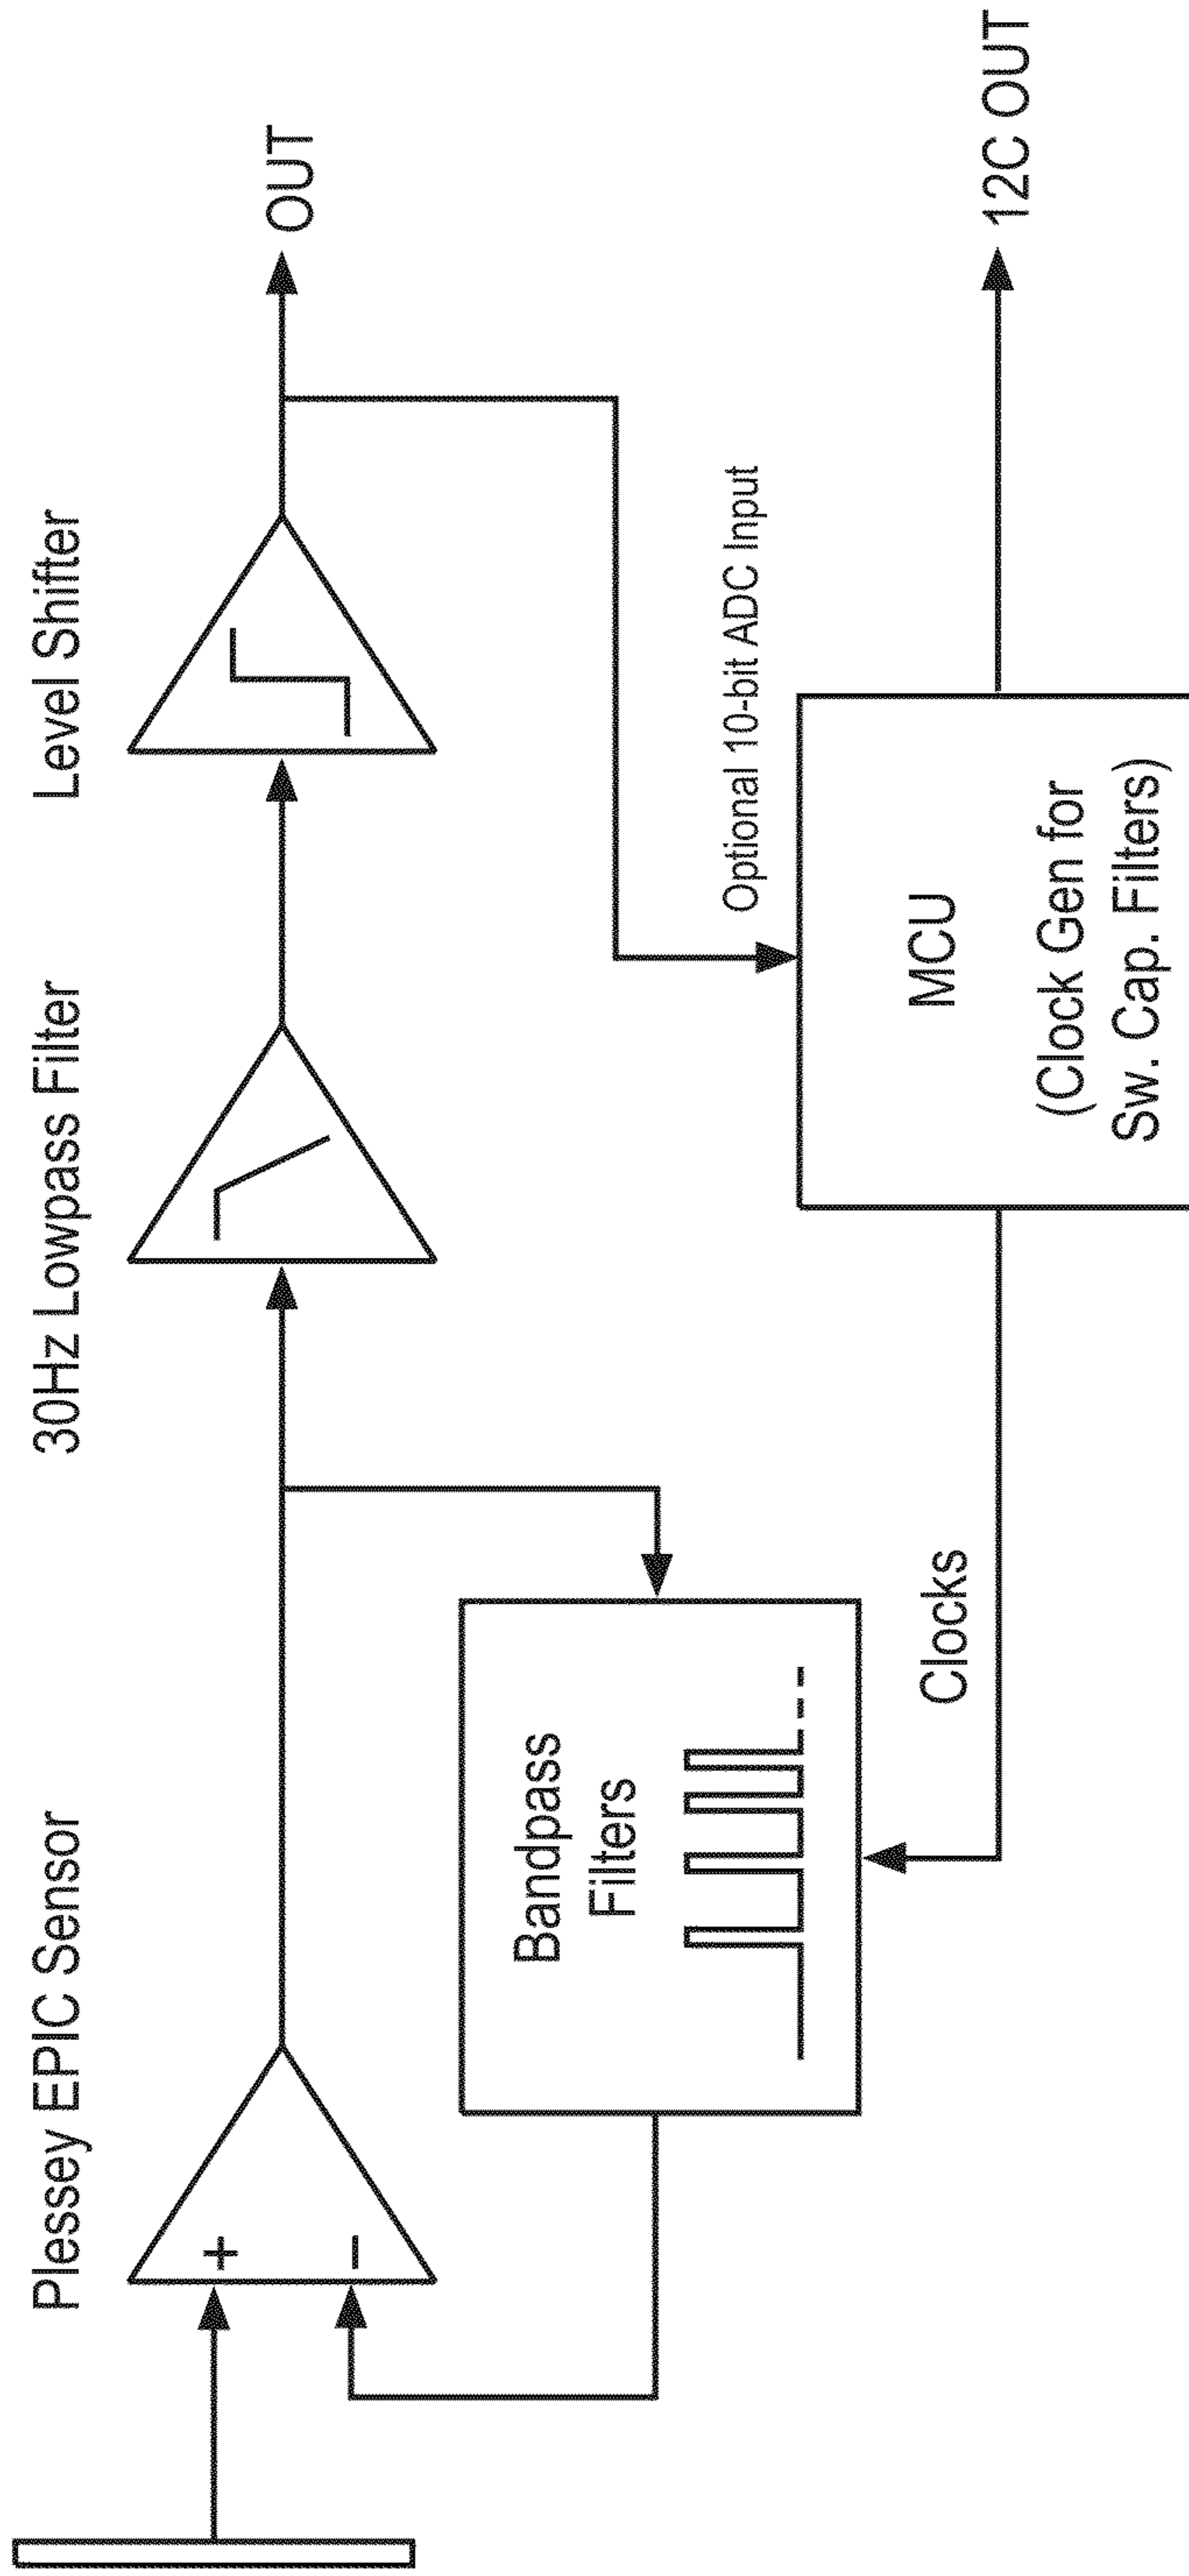 Plessey EPIC Sensor
30Hz Lowpass Filter
Level Shifter
+
−
OUT
Bandpass
Filters
Optional 10-bit ADC Input
Clocks
MCU
(Clock Gen for
Sw. Cap. Filters)
12C OUT